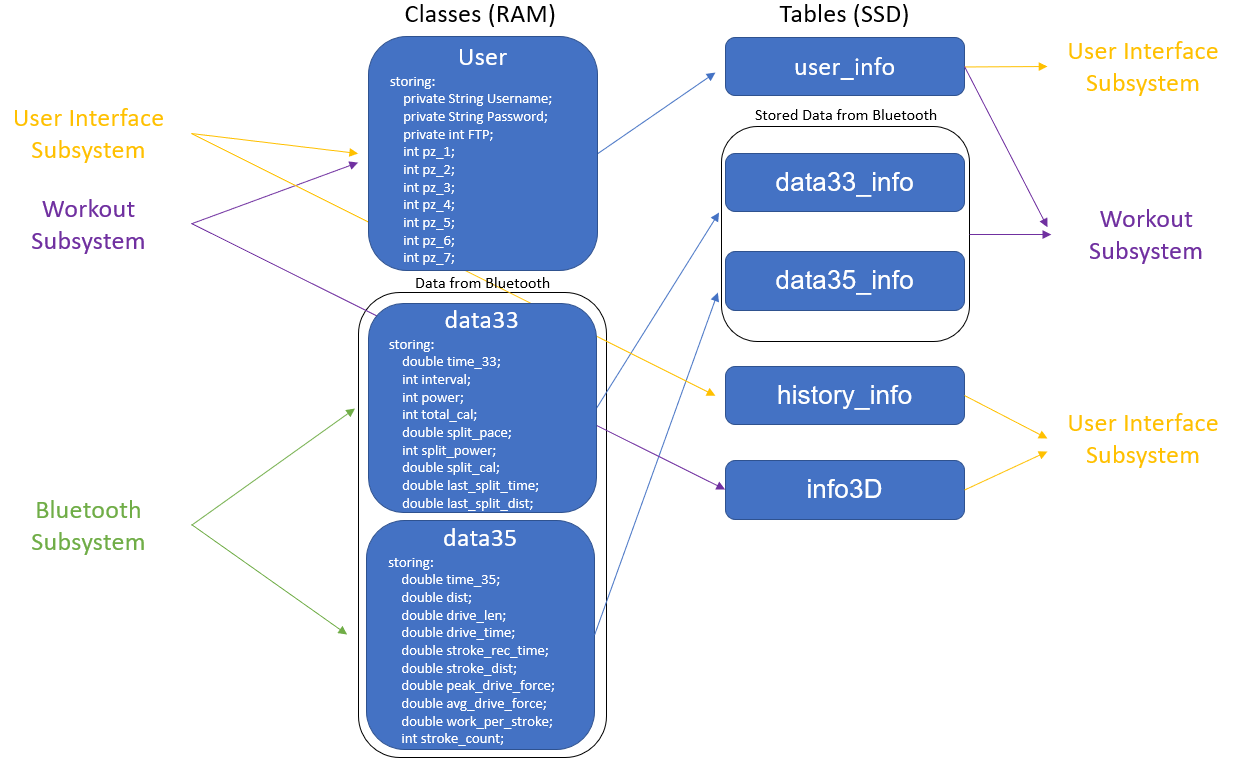 Classes (RAM)
Tables (SSD)
User Interface
Subsystem
Workout
Subsystem
Bluetooth
Subsystem
User
storing:
private String Username;
private String Password;
private int FTP;
int pz_1;
int pz_2;
int pz_3;
int pz_4;
int pz_5;
int pz_6;
int pz_7;
Data from Bluetooth
data33
storing:
double time_33;
int interval;
int power;
int total_cal;
double split_pace;
int split_power;
double split_cal;
double last_split_time;
double last_split_dist;
data35
storing:
double time_35;
double dist;
double drive_len;
double drive_time;
double stroke_rec_time;
double stroke_dist;
double peak_drive_force;
double avg_drive_force;
double work_per_stroke;
int stroke_count;
user_info
Stored Data from Bluetooth
data33_info
data35_info
history_info
info3D
User Interface
Subsystem
Workout
Subsystem
User Interface
Subsystem